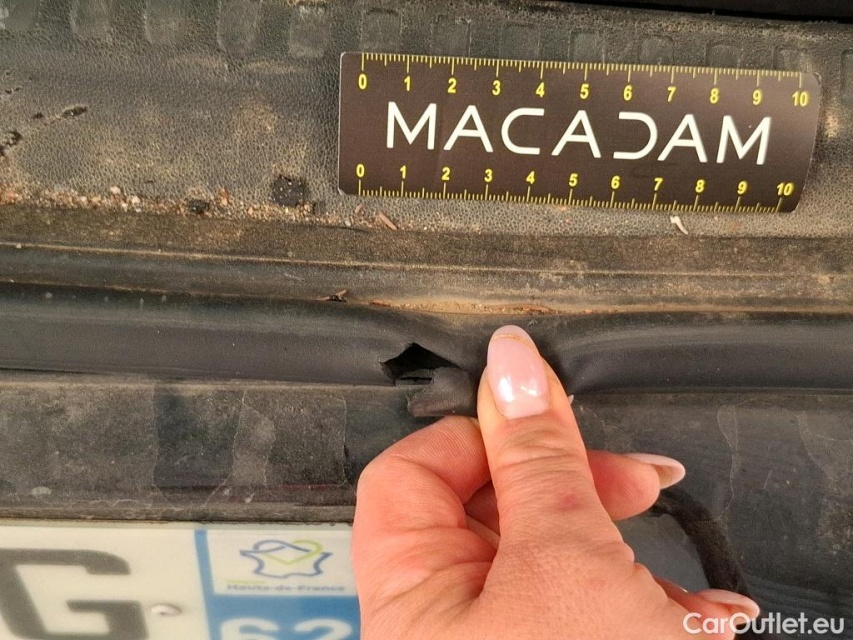 0 1 2 3 4 5 6 7 8 9 10
MACADAM
0 1 2 3 4 5 6 7 8 9 10
G
Hauts-de-France
62
CarOutlet.eu